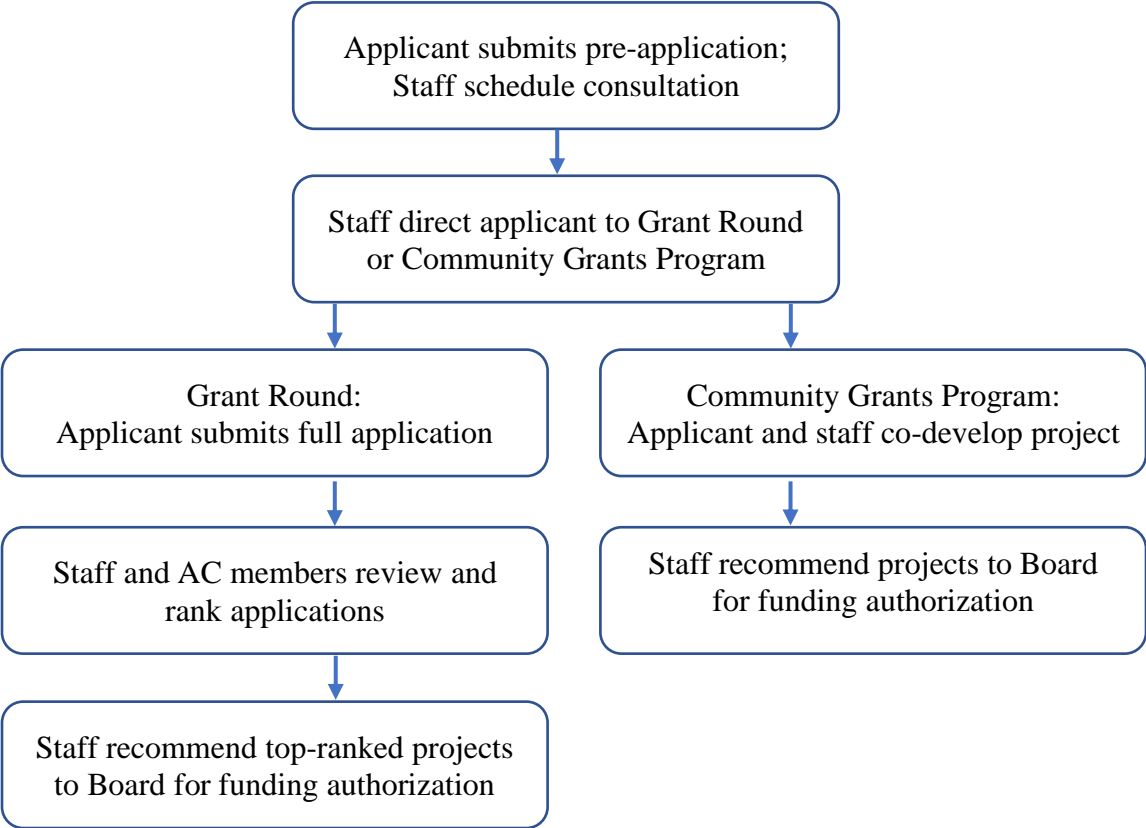 Applicant submits pre-application;
Staff schedule consultation
Staff direct applicant to Grant Round
or Community Grants Program
Grant Round:
Applicant submits full application
Community Grants Program:
Applicant and staff co-develop project
Staff and AC members review and
rank applications
Staff recommend projects to Board
for funding authorization
Staff recommend top-ranked projects
to Board for funding authorization